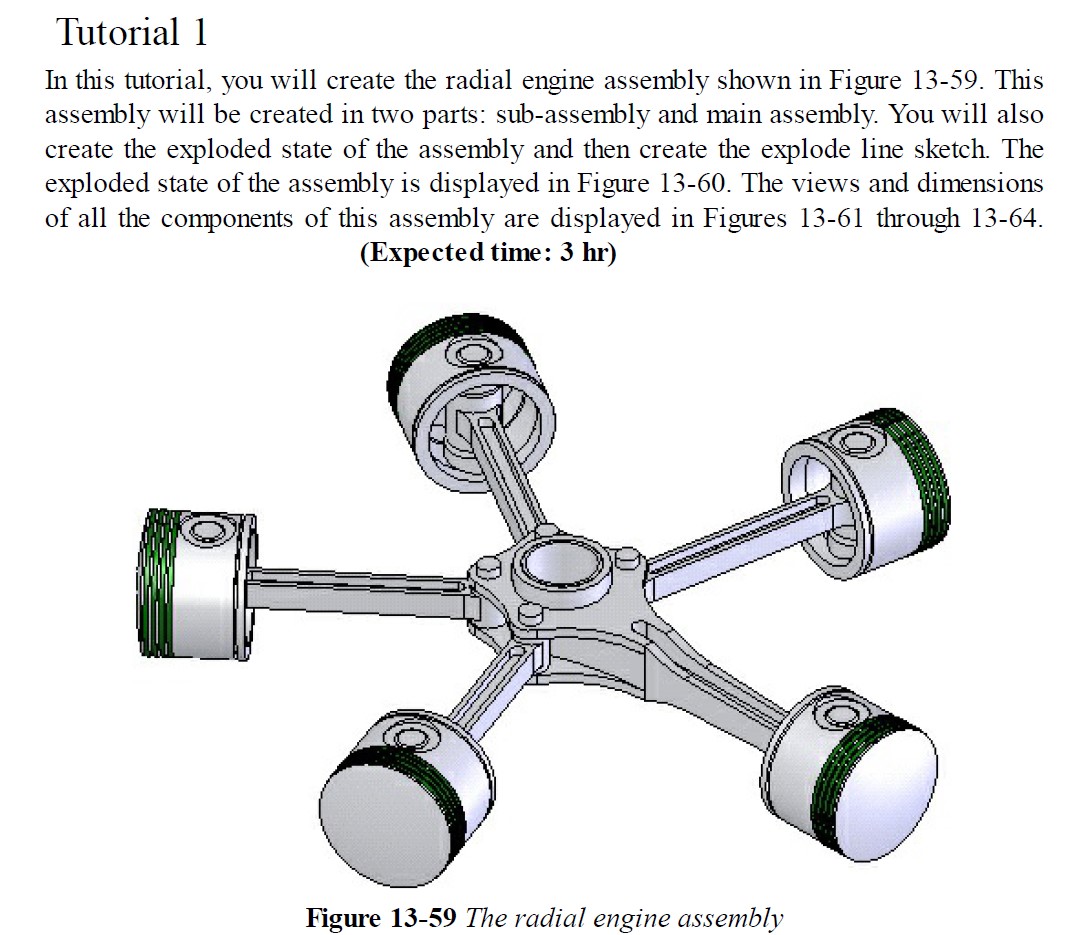 Tutorial 1
In this tutorial, you will create the radial engine assembly shown in Figure 13-59. This
assembly will be created in two parts: sub-assembly and main assembly. You will also
create the exploded state of the assembly and then create the explode line sketch. The
exploded state of the assembly is displayed in Figure 13-60. The views and dimensions
of all the components of this assembly are displayed in Figures 13-61 through 13-64.
(Expected time: 3 hr)
Figure 13-59 The radial engine assembly